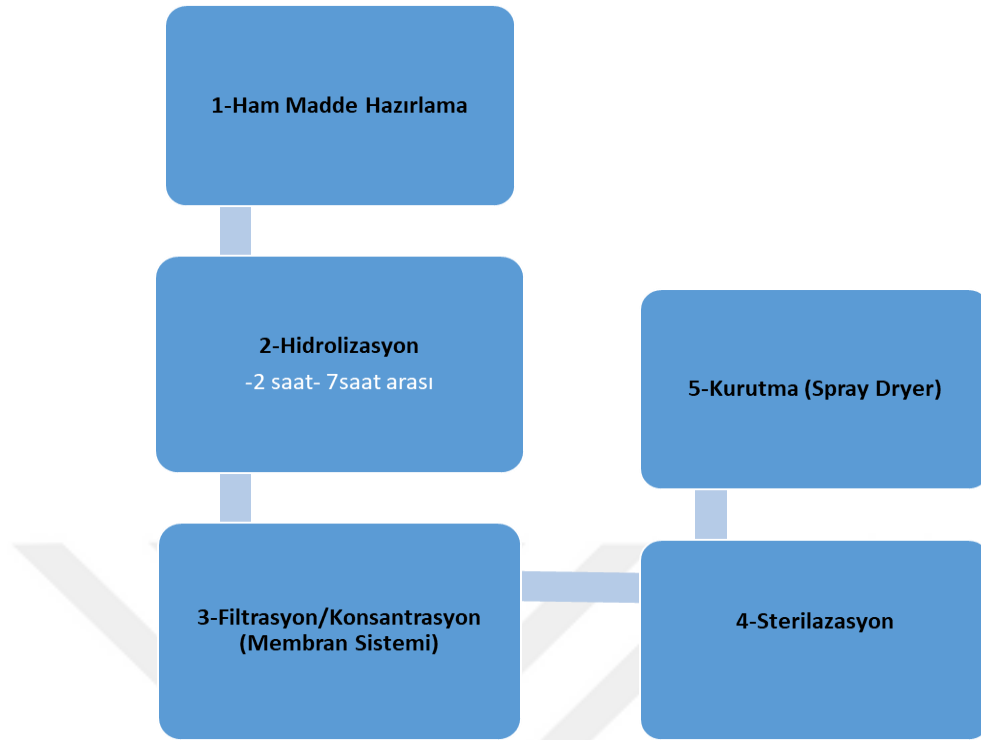 1-Ham Madde Hazırlama
2-Hidrolizasyon
-2 saat- 7saat arası
3-Filtrasyon/Konsantrasyon
(Membran Sistemi)
4-Sterilazasyon
5-Kurutma (Spray Dryer)